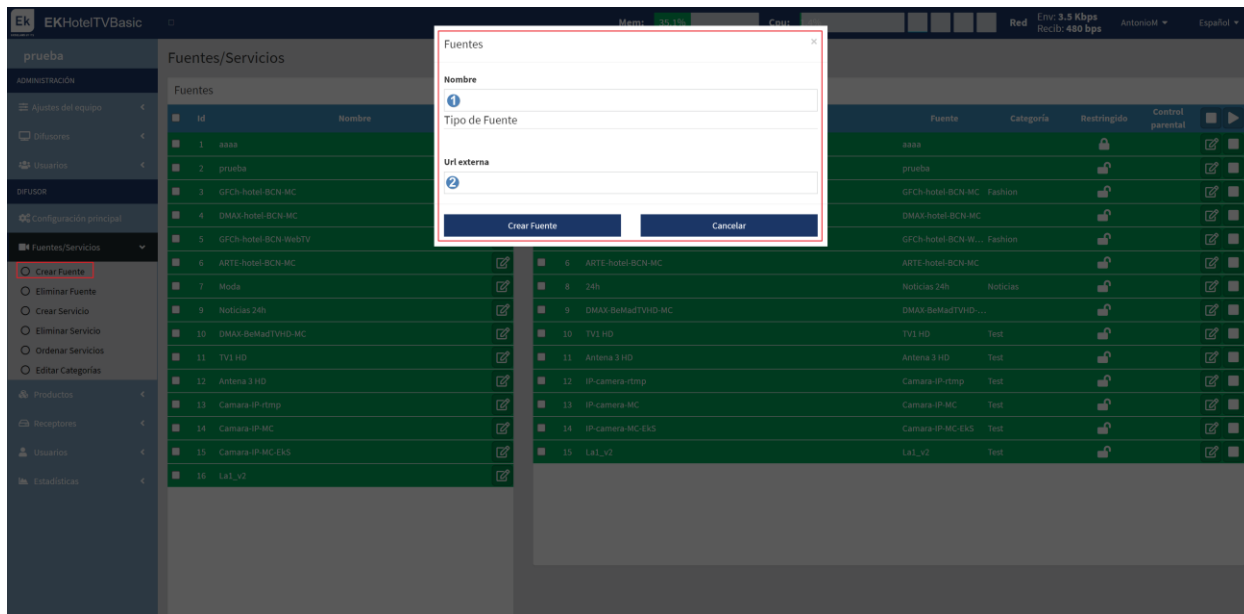 Ek EKHotelTVBasic Mem: 35.1% Cpu: Red Env: 3.5 Kbps Recib: 480 bps AntonioM Español
prueba
ADMINISTRACIÓN
Ajustes del equipo
Difusores
Usuarios
DIFUSOR
Configuración principal
Fuentes/Servicios
Crear Fuente
Eliminar Fuente
Crear Servicio
Eliminar Servicio
Ordenar Servicios
Editar Categorías
Productos
Receptores
Usuarios
Estadísticas
Fuentes/Servicios
Fuentes
Id Nombre
1 aaaa
2 prueba
3 GFCh-hotel-BCN-MC
4 DMAX-hotel-BCN-MC
5 GFCh-hotel-BCN-WebTV
6 ARTE-hotel-BCN-MC
7 Moda
9 Noticias 24h
10 DMAX-BeMadTVHD-MC
11 TV1 HD
12 Antena 3 HD
13 Camara-IP-rtmp
14 Camara-IP-MC
15 Camara-IP-MC-EkS
16 La1_v2
Fuentes ×
Nombre
1
Tipo de Fuente
Url externa
2
Crear Fuente Cancelar
Fuente Categoría Restringido Control parental
aaaa
prueba
GFCh-hotel-BCN-MC Fashion
DMAX-hotel-BCN-MC
GFCh-hotel-BCN-W... Fashion
6 ARTE-hotel-BCN-MC ARTE-hotel-BCN-MC
8 24h Noticias 24h Noticias
9 DMAX-BeMadTVHD-MC DMAX-BeMadTVHD-...
10 TV1 HD TV1 HD Test
11 Antena 3 HD Antena 3 HD Test
12 IP-camera-rtmp Camara-IP-rtmp Test
13 IP-camera-MC Camara-IP-MC Test
14 IP-camera-MC-EkS Camara-IP-MC-EkS Test
15 La1_v2 La1_v2 Test